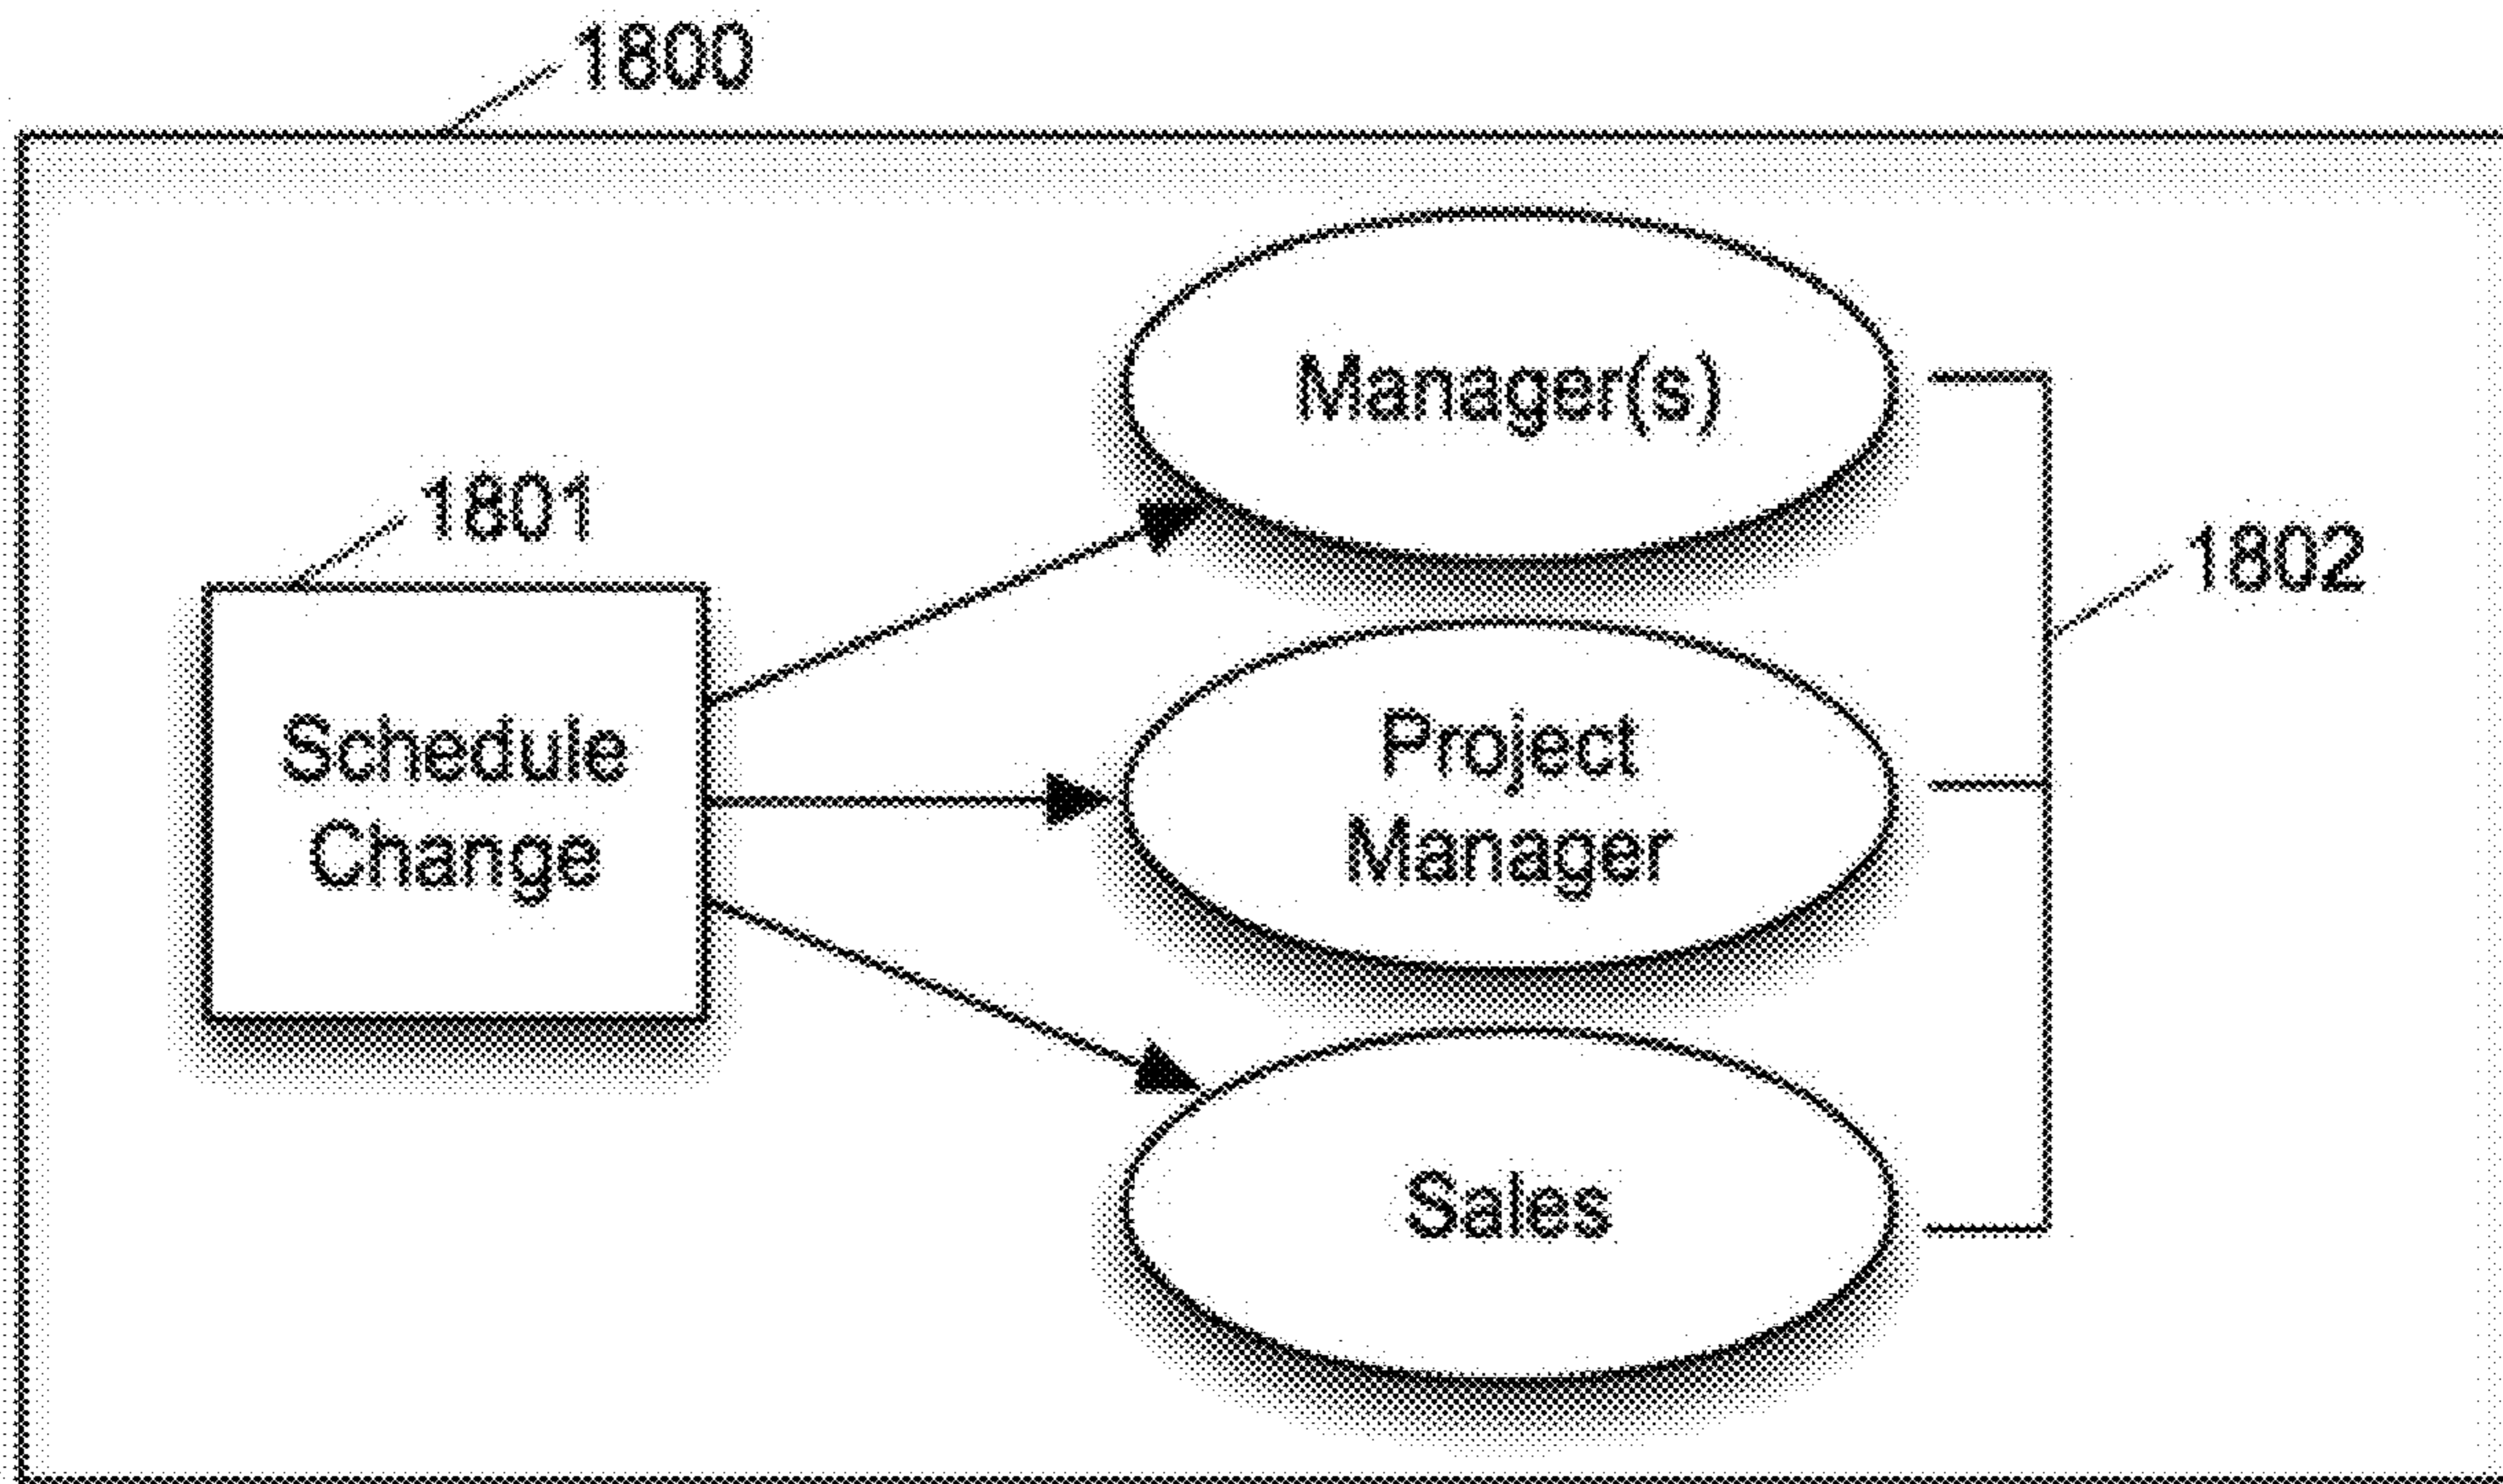 1800
Manager(s)
1801
1802
Schedule
Change
Project
Manager
Sales